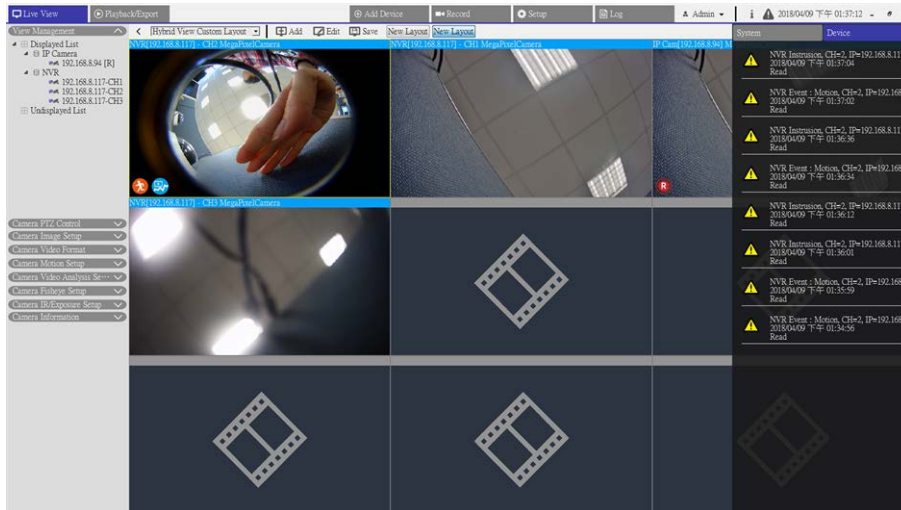 Live View
Playback/Export
Add Device
Record
Setup
Log
Admin
2018/04/09 下午 01:37:12
View Management
[Hybrid View Custom Layout
Add
Edit
Save
New Layout
New Layout
System
Device
Displayed List
IP Camera
192.168.8.94 [R]
NVR
192.168.8.117-CH1
192.168.8.117-CH2
192.168.8.117-CH3
Undisplayed List
Camera PTZ Control
Camera Image Setup
Camera Video Format
Camera Motion Setup
Camera Video Analysis Se···
Camera Fisheye Setup
Camera IR/Exposure Setup
Camera Information
NVR[192.168.8.117] - CH2 MegaPixelCamera
NVR[192.168.8.117] - CH1 MegaPixelCamera
IP Cam[192.168.8.94] M
R
NVR[192.168.8.117] - CH3 MegaPixelCamera
NVR Instrusion, CH=2, IP=192.168.8.11
2018/04/09 下午 01:37:04
Read
NVR Event : Motion, CH=2, IP=192.168
2018/04/09 下午 01:37:02
Read
NVR Instrusion, CH=2, IP=192.168.8.11
2018/04/09 下午 01:36:36
Read
NVR Event : Motion, CH=2, IP=192.168
2018/04/09 下午 01:36:34
Read
NVR Instrusion, CH=2, IP=192.168.8.11
2018/04/09 下午 01:36:12
Read
NVR Instrusion, CH=2, IP=192.168.8.11
2018/04/09 下午 01:36:01
Read
NVR Event : Motion, CH=2, IP=192.168
2018/04/09 下午 01:35:59
Read
NVR Event : Motion, CH=2, IP=192.168
2018/04/09 下午 01:34:56
Read